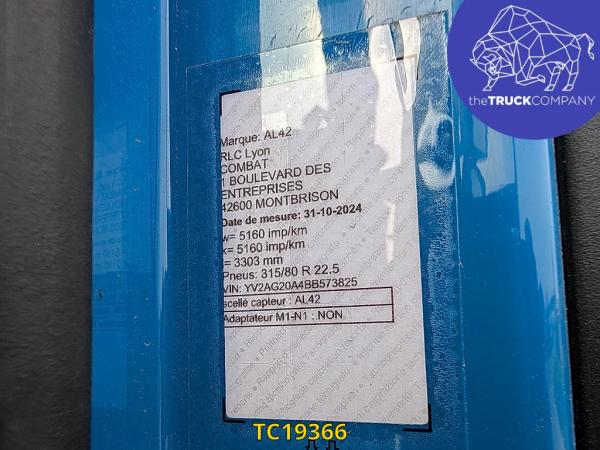 theTRUCKCOMPANY
Marque: AL42
RLC Lyon
COMBAT
1 BOULEVARD DES
ENTREPRISES
42600 MONTBRISON
Date de mesure: 31-10-2024
w= 5160 imp/km
k= 5160 imp/km
l= 3303 mm
Pneus: 315/80 R 22.5
VIN: YV2AG20A4BB573825
scellé capteur : AL42
Adaptateur M1-N1 : NON
TC19366